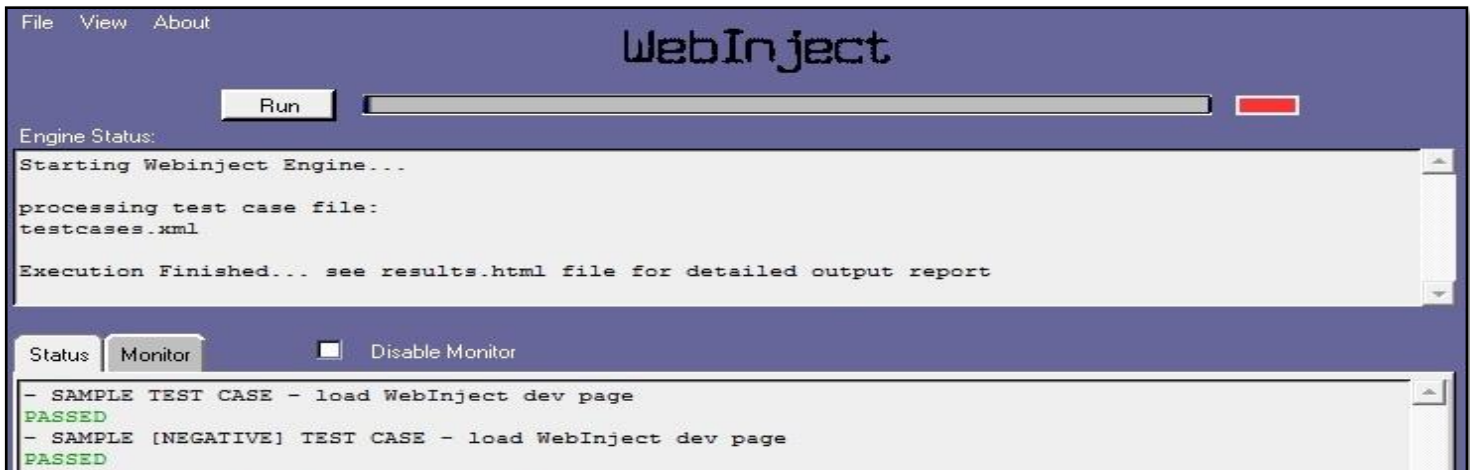 File View About
WebInject
Run
Engine Status:
Starting Webinject Engine...
processing test case file:
testcases.xml
Execution Finished... see results.html file for detailed output report
Status Monitor Disable Monitor
- SAMPLE TEST CASE - load WebInject dev page
PASSED
- SAMPLE [NEGATIVE] TEST CASE - load WebInject dev page
PASSED